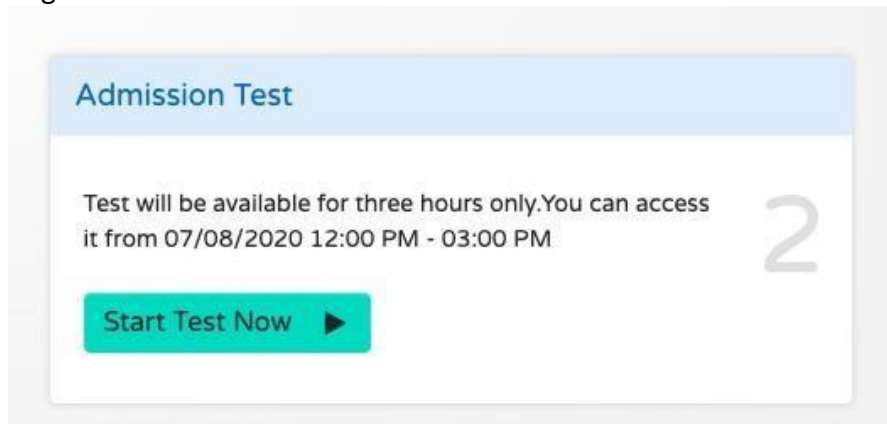 Admission Test
Test will be available for three hours only.You can access
it from 07/08/2020 12:00 PM - 03:00 PM
2
Start Test Now